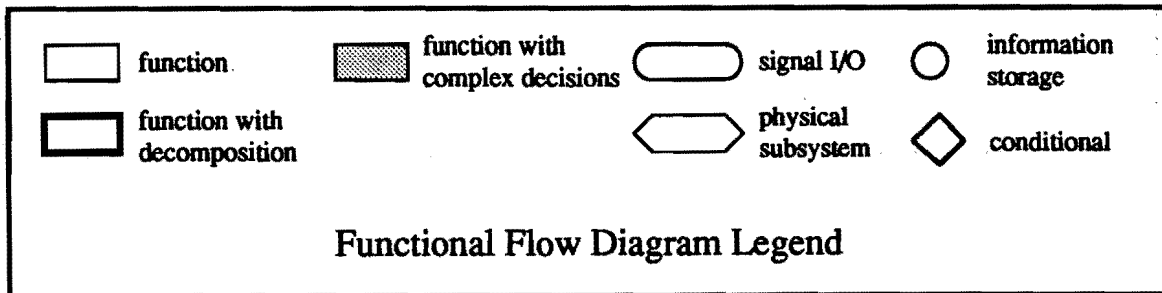 function
function with
complex decisions
signal I/O
information
storage
function with
decomposition
physical
subsystem
conditional
Functional Flow Diagram Legend